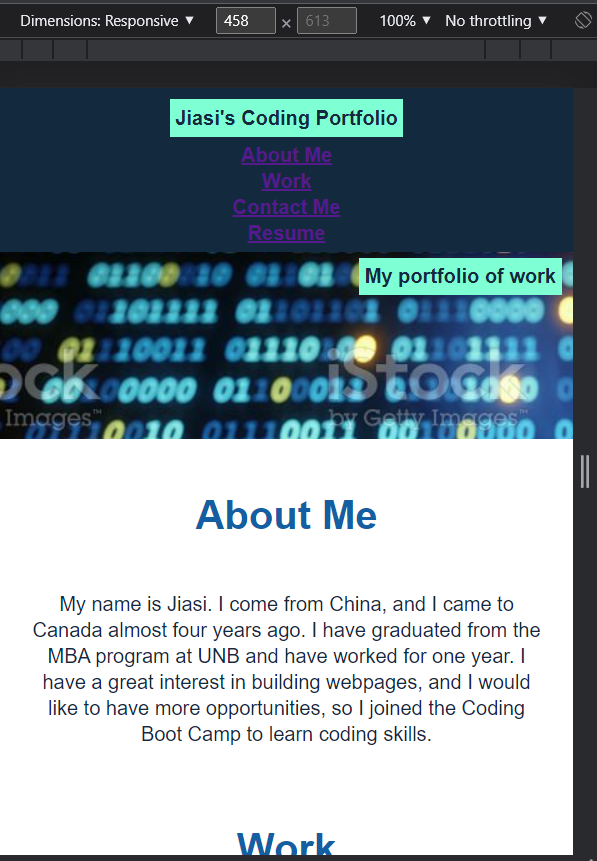 Dimensions: Responsive ▼ 458 × 613 100% ▼ No throttling ▼
Jiasi's Coding Portfolio
About Me
Work
Contact Me
Resume
My portfolio of work
iStock
Images™ by Getty Images™
About Me
My name is Jiasi. I come from China, and I came to
Canada almost four years ago. I have graduated from the
MBA program at UNB and have worked for one year. I
have a great interest in building webpages, and I would
like to have more opportunities, so I joined the Coding
Boot Camp to learn coding skills.
Work